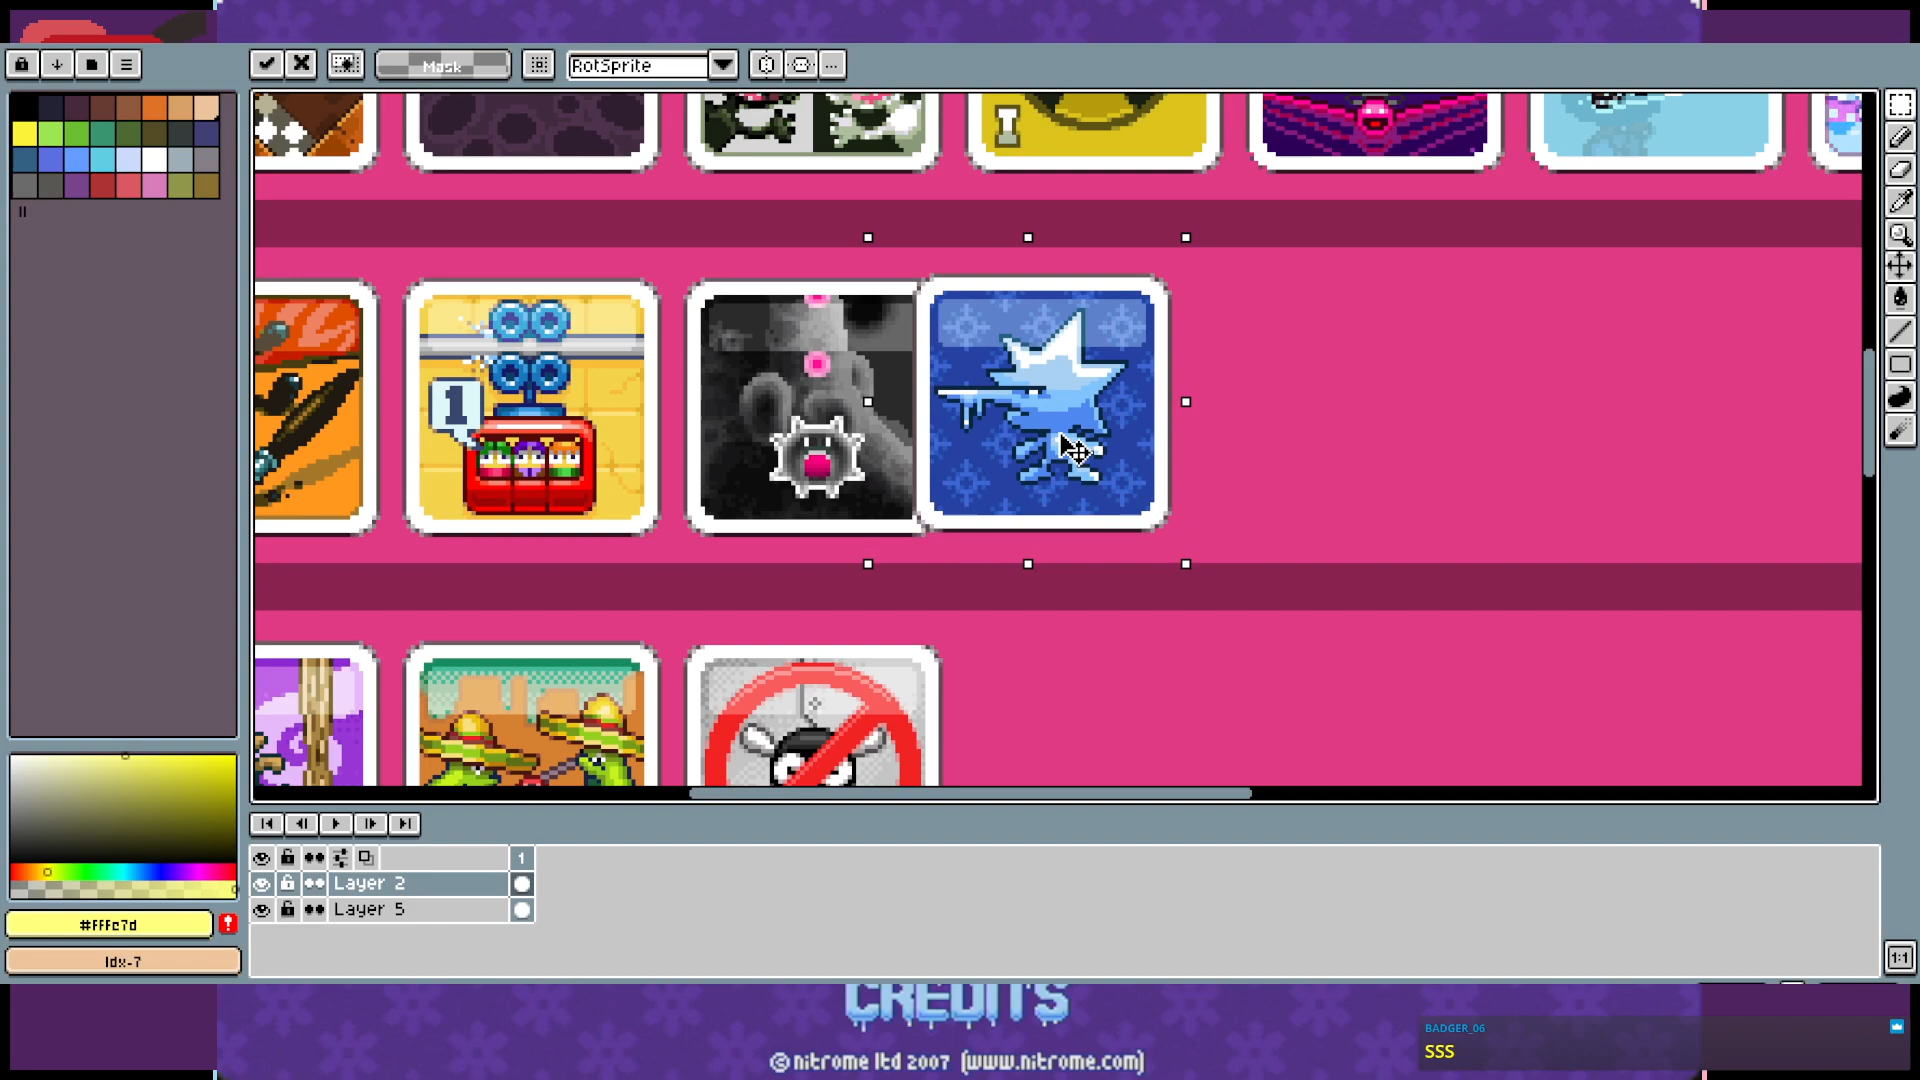 Mask
RotSprite
...
1
1
Layer 2
Layer 5
#fffc7d
!
Idx-7
1:1
CREDITS
© nitrome ltd 2007 (www.nitrome.com)
BADGER_06
SSS